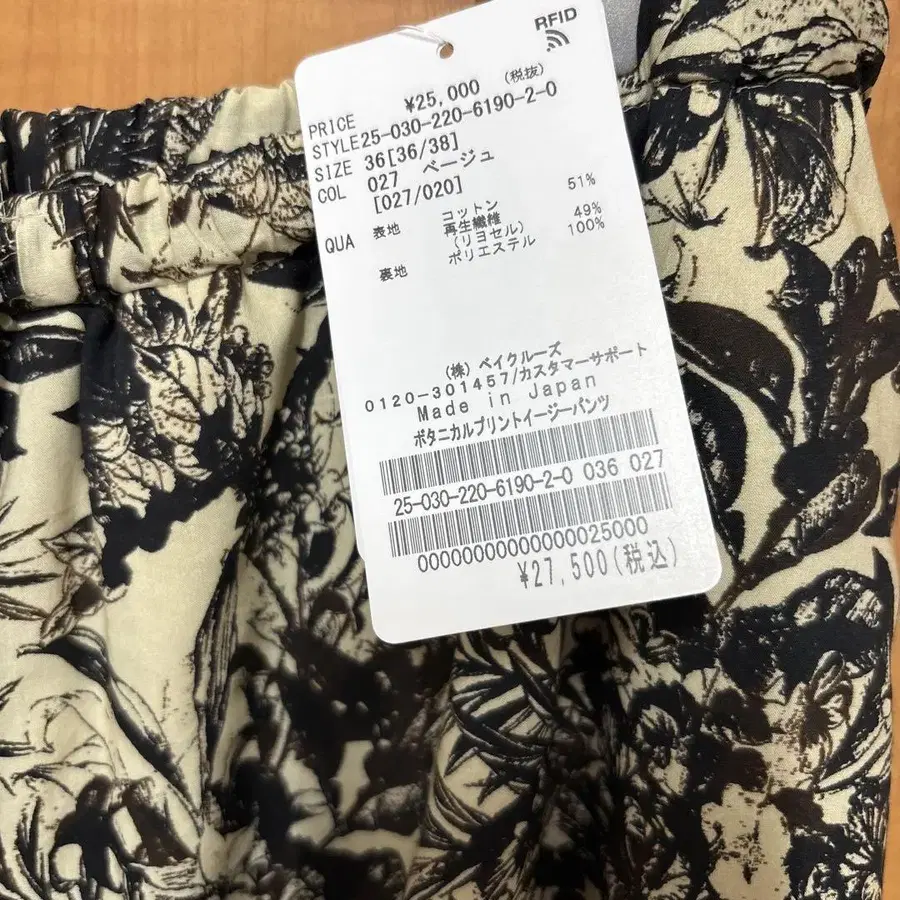 RFID
PRICE ¥25,000 (税抜)
STYLE 25-030-220-6190-2-0
SIZE 36[36/38]
COL 027 ベージュ
[027/020]
QUA 表地 コットン 51%
再生繊維
(リヨセル) 49%
裏地 ポリエステル 100%
(株) ベイクルーズ
0120-301457/カスタマーサポート
Made in Japan
ボタニカルプリントイージーパンツ
25-030-220-6190-2-0 036 027
00000000000000025000
¥27,500(税込)